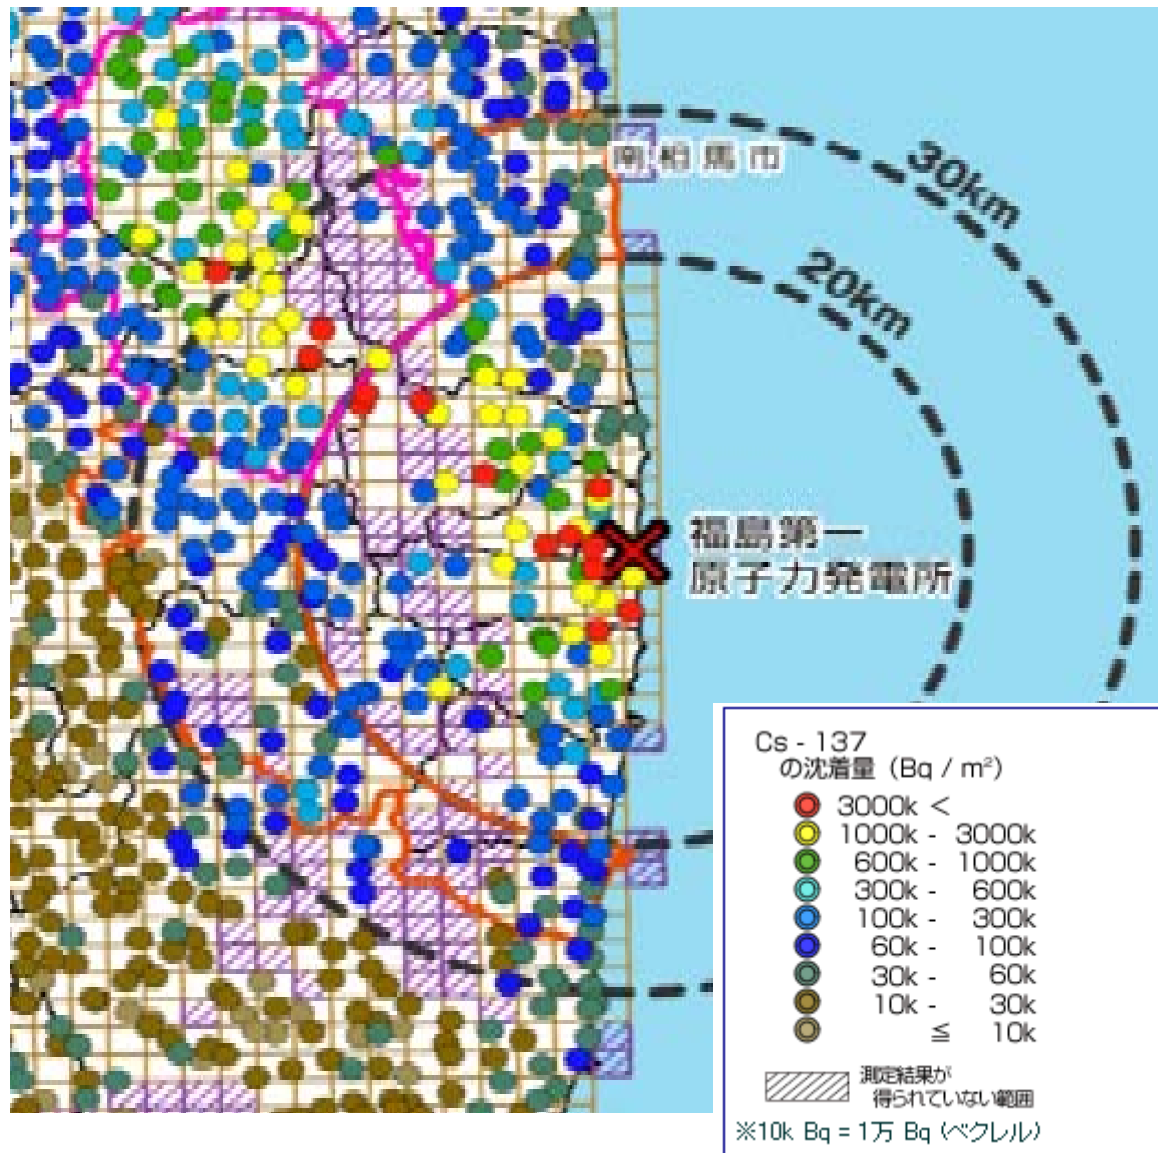 南相馬市
30km
20km
福島第一
原子力発電所
Cs - 137
の沈着量 (Bq / m²)
3000k <
1000k - 3000k
600k - 1000k
300k - 600k
100k - 300k
60k - 100k
30k - 60k
10k - 30k
≦ 10k
測定結果が
得られていない範囲
※10k Bq = 1万 Bq (ベクレル)